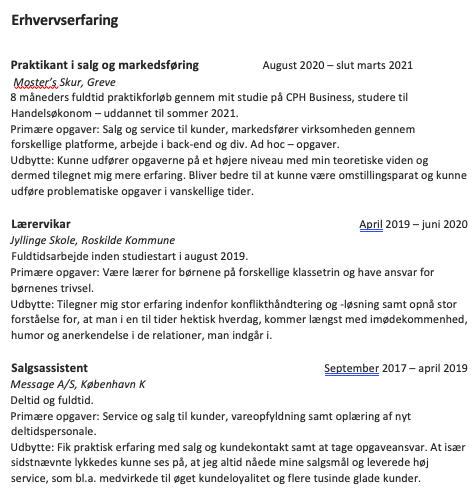 Erhvervserfaring
Praktikant i salg og markedsføring August 2020 – slut marts 2021
Moster's Skur, Greve
8 måneders fuldtid praktikforløb gennem mit studie på CPH Business, studere til
Handelsøkonom – uddannet til sommer 2021.
Primære opgaver: Salg og service til kunder, markedsfører virksomheden gennem
forskellige platforme, arbejde i back-end og div. Ad hoc – opgaver.
Udbytte: Kunne udfører opgaverne på et højere niveau med min teoretiske viden og
dermed tilegnet mig mere erfaring. Bliver bedre til at kunne være omstillingsparat og kunne
udføre problematiske opgaver i vanskellige tider.
Lærervikar April 2019 – juni 2020
Jyllinge Skole, Roskilde Kommune
Fuldtidsarbejde inden studiestart i august 2019.
Primære opgaver: Være lærer for børnene på forskellige klassetrin og have ansvar for
børnenes trivsel.
Udbytte: Tilegner mig stor erfaring indenfor konflikthåndtering og -løsning samt opnå stor
forståelse for, at man i en til tider hektisk hverdag, kommer længst med imødekommenhed,
humor og anerkendelse i de relationer, man indgår i.
Salgsassistent September 2017 – april 2019
Message A/S, København K
Deltid og fuldtid.
Primære opgaver: Service og salg til kunder, vareopfyldning samt oplæring af nyt
deltidspersonale.
Udbytte: Fik praktisk erfaring med salg og kundekontakt samt at tage opgaveansvar. At især
sidstnævnte lykkedes kunne ses på, at jeg altid nåede mine salgsmål og leverede høj
service, som bl.a. medvirkede til øget kundeloyalitet og flere tusinde glade kunder.